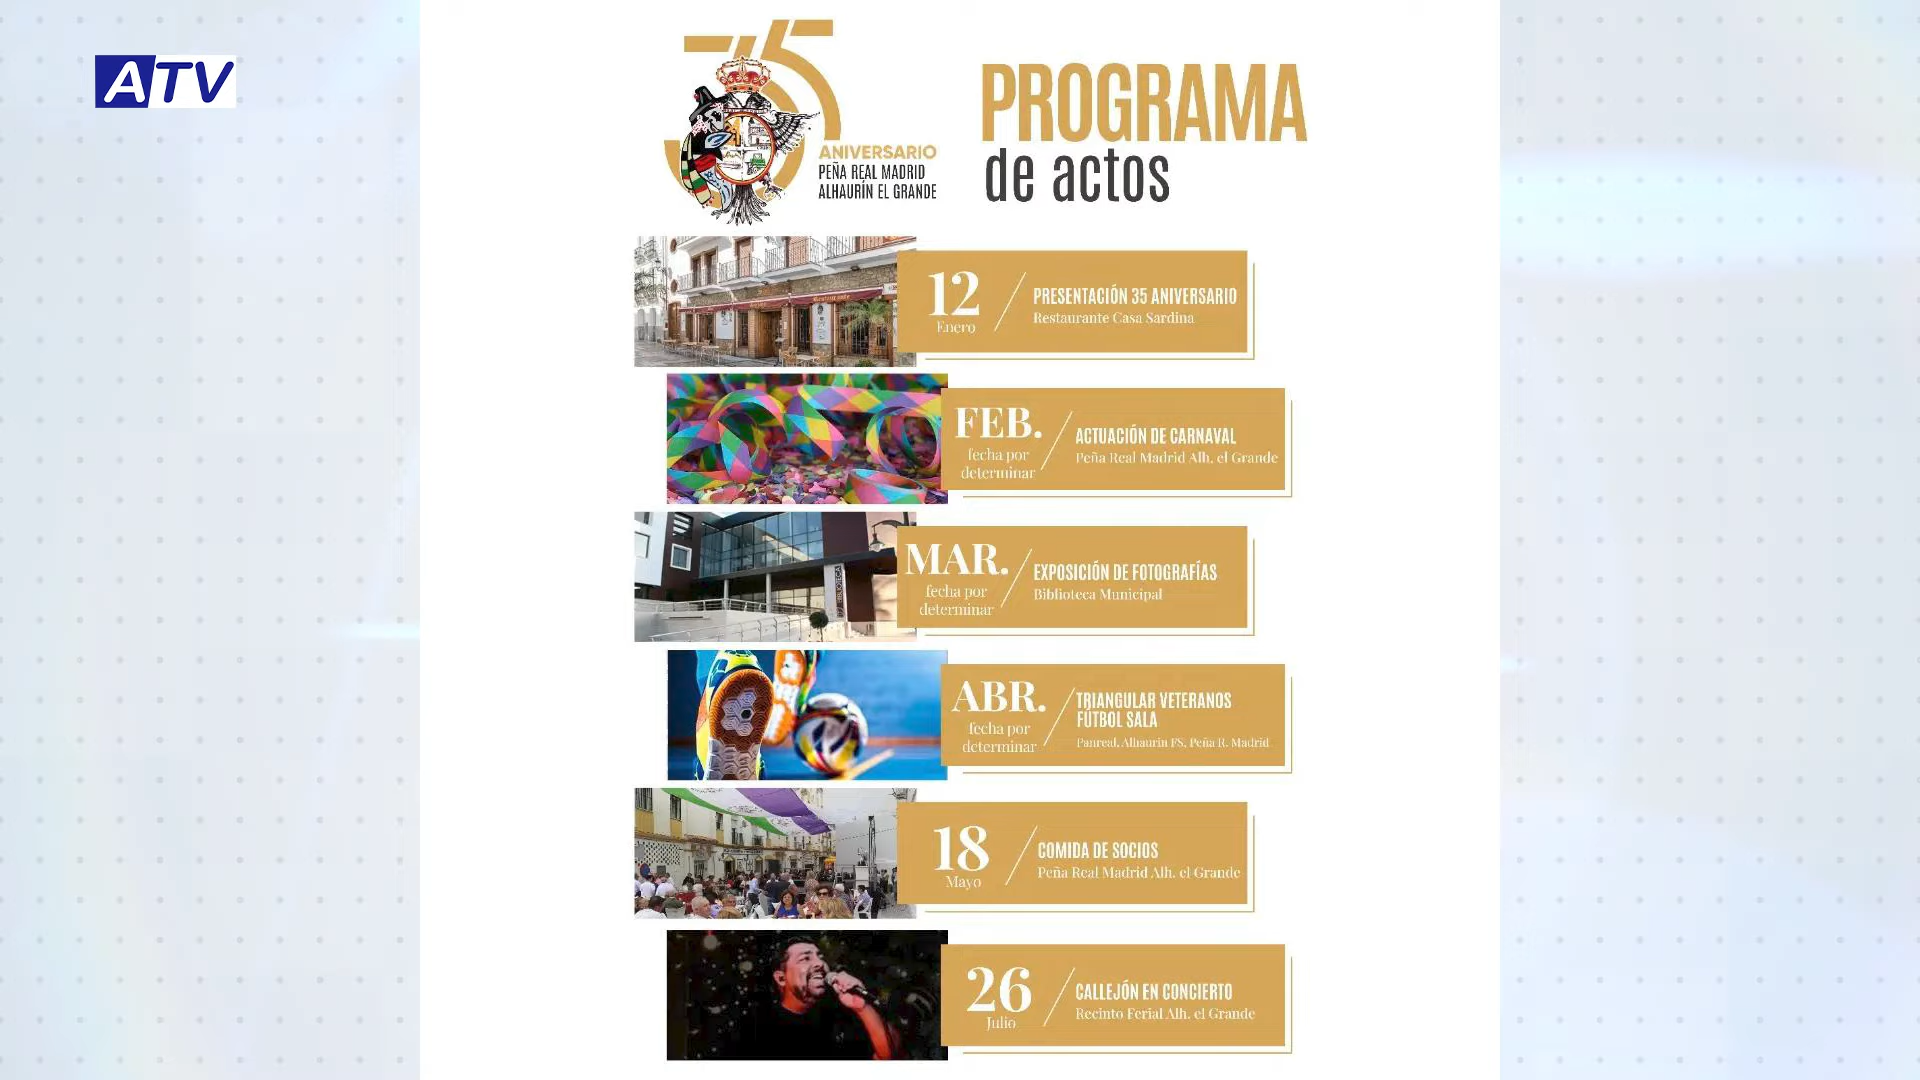 ATV
35
ANIVERSARIO
PEÑA REAL MADRID
ALHAURÍN EL GRANDE
PROGRAMA
de actos
12
Enero
PRESENTACIÓN 35 ANIVERSARIO
Restaurante Casa Sardina
FEB.
fecha por
determinar
ACTUACIÓN DE CARNAVAL
Peña Real Madrid Alh. el Grande
MAR.
fecha por
determinar
EXPOSICIÓN DE FOTOGRAFÍAS
Biblioteca Municipal
ABR.
fecha por
determinar
TRIANGULAR VETERANOS
FÚTBOL SALA
Panreal, Alhaurín FS, Peña R. Madrid
18
Mayo
COMIDA DE SOCIOS
Peña Real Madrid Alh. el Grande
26
Julio
CALLEJÓN EN CONCIERTO
Recinto Ferial Alh. el Grande